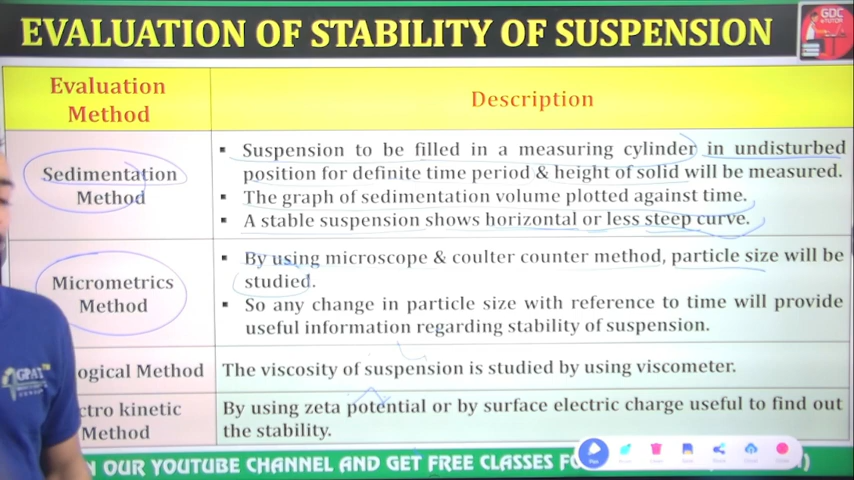 EVALUATION OF STABILITY OF SUSPENSION
GDC
Evaluation
Method
Description
Sedimentation
Method
▪ Suspension to be filled in a measuring cylinder in undisturbed
position for definite time period & height of solid will be measured.
▪ The graph of sedimentation volume plotted against time.
▪ A stable suspension shows horizontal or less steep curve.
Micrometrics
Method
▪ By using microscope & coulter counter method, particle size will be
studied.
▪ So any change in particle size with reference to time will provide
useful information regarding stability of suspension.
ogical Method
The viscosity of suspension is studied by using viscometer.
ctro kinetic
Method
By using zeta potential or by surface electric charge useful to find out
the stability.
GPAT
N OUR YOUTUBE CHANNEL AND GET FREE CLASSES FO